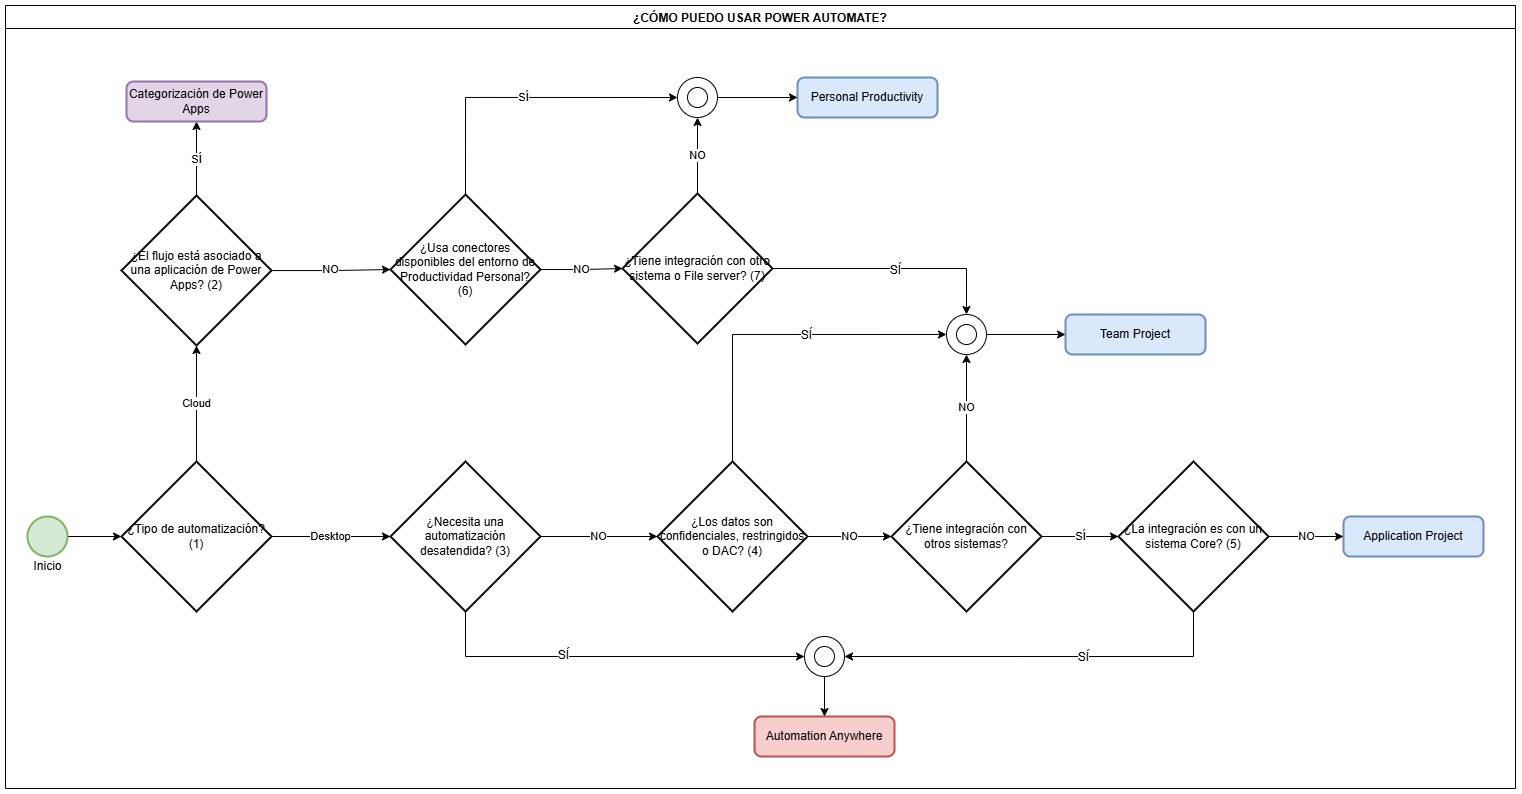 ¿CÓMO PUEDO USAR POWER AUTOMATE?
Categorización de Power
Apps
SÍ
Personal Productivity
SÍ
NO
¿El flujo está asociado a
una aplicación de Power
Apps? (2)
NO
¿Usa conectores
disponibles del entorno de
Productividad Personal?
(6)
NO
¿Tiene integración con otro
sistema o File server? (7)
SÍ
SÍ
Team Project
Cloud
NO
Inicio
¿Tipo de automatización?
(1)
Desktop
¿Necesita una
automatización
desatendida? (3)
NO
¿Los datos son
confidenciales, restringidos
o DAC? (4)
NO
¿Tiene integración con
otros sistemas?
SÍ
¿La integración es con un
sistema Core? (5)
NO
Application Project
SÍ
SÍ
Automation Anywhere